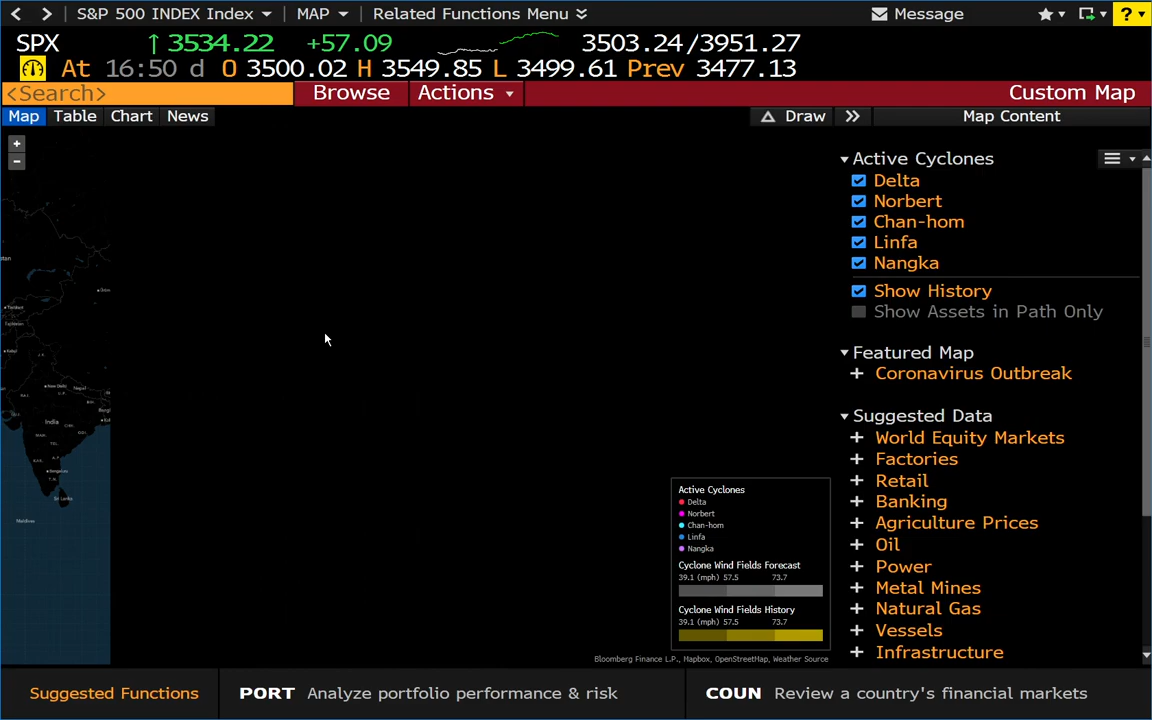 S&P 500 INDEX Index MAP Related Functions Menu Message ?
SPX 3534.22 +57.09 3503.24/3951.27
At 16:50 d O 3500.02 H 3549.85 L 3499.61 Prev 3477.13
<Search> Browse Actions Custom Map
Map Table Chart News Draw Map Content
Active Cyclones
Delta
Norbert
Chan-hom
Linfa
Nangka
Show History
Show Assets in Path Only
Featured Map
Coronavirus Outbreak
Suggested Data
World Equity Markets
Factories
Retail
Banking
Agriculture Prices
Oil
Power
Metal Mines
Natural Gas
Vessels
Infrastructure
New Delhi
Nepal
India
Bengaluru
Sri Lanka
Maldives
Active Cyclones
Delta
Norbert
Chan-hom
Linfa
Nangka
Cyclone Wind Fields Forecast
39.1 (mph) 57.5 73.7
Cyclone Wind Fields History
39.1 (mph) 57.5 73.7
Bloomberg Finance L.P., Mapbox, OpenStreetMap, Weather Source
Suggested Functions PORT Analyze portfolio performance & risk COUN Review a country's financial markets